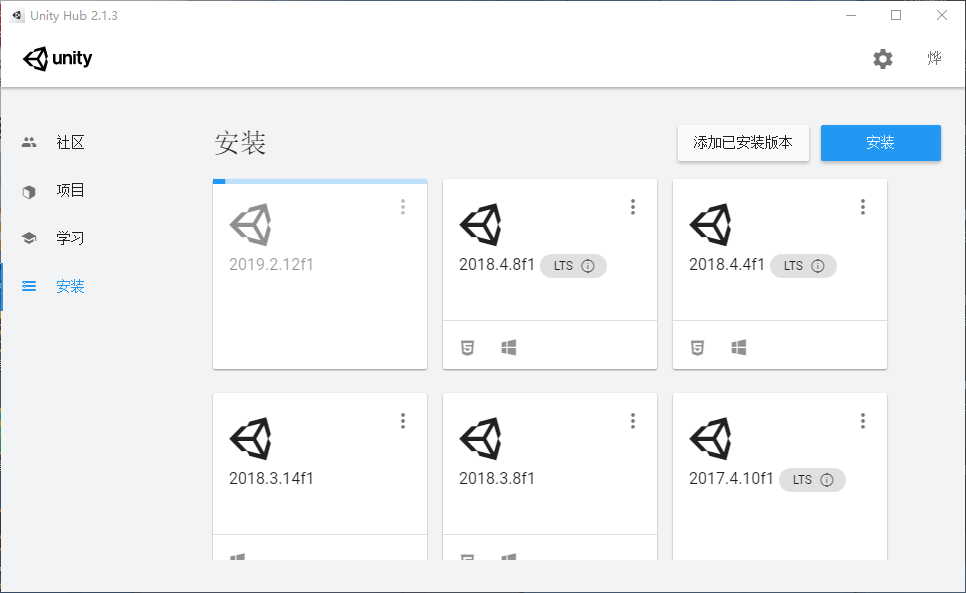 Unity Hub 2.1.3
unity
烨
社区
项目
学习
安装
安装
添加已安装版本
安装
2019.2.12f1
2018.4.8f1 LTS
2018.4.4f1 LTS
2018.3.14f1
2018.3.8f1
2017.4.10f1 LTS